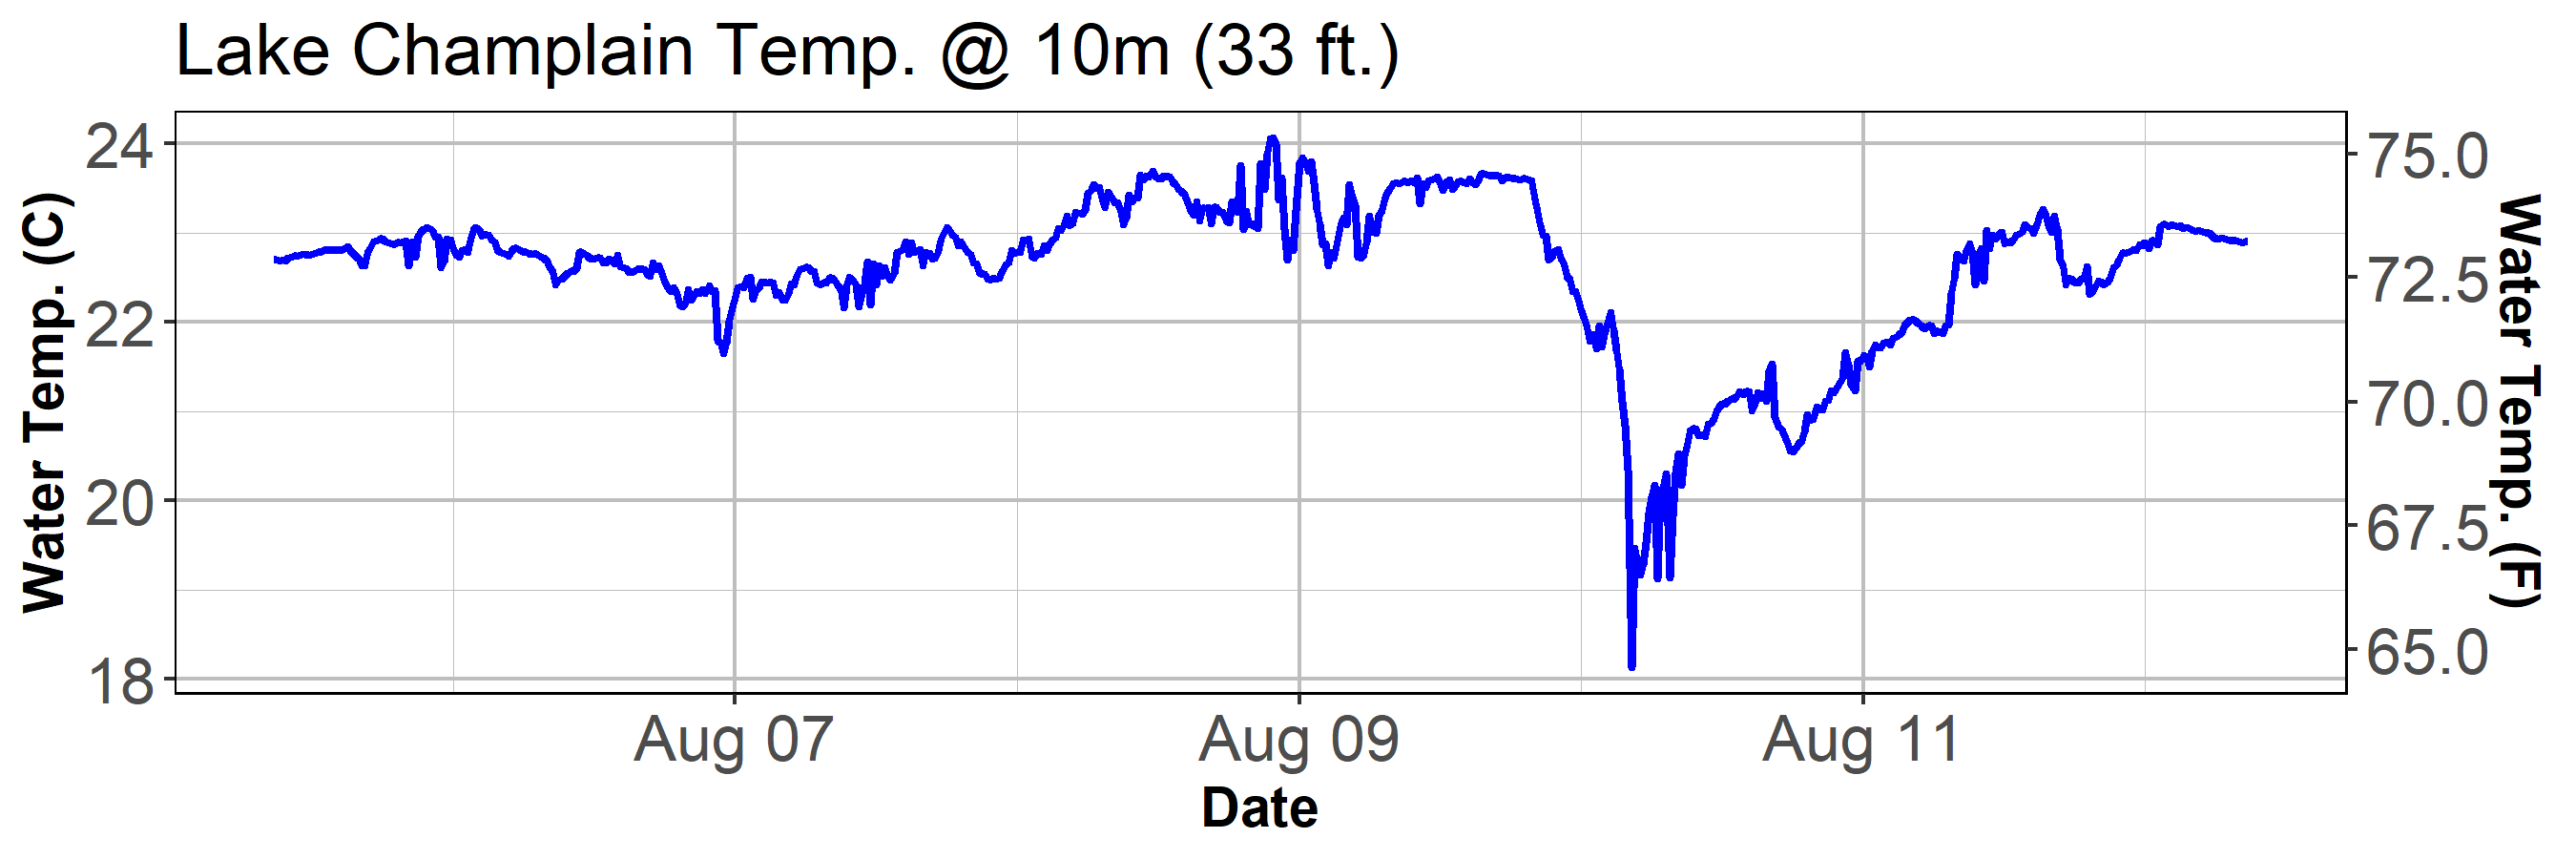 Lake Champlain Temp. @ 10m (33 ft.)
24
22
20
18
Water Temp. (C)
75.0
72.5
70.0
67.5
65.0
Water Temp. (F)
Aug 07
Aug 09
Aug 11
Date